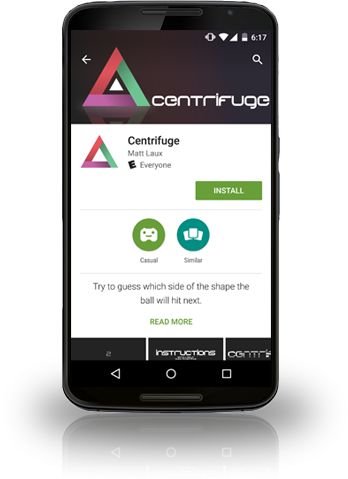 6:17
CENTRIFUGE
Centrifuge
Matt Laux
E Everyone
INSTALL
Casual
Similar
Try to guess which side of the shape the
ball will hit next.
READ MORE
2
INSTRUCTIONS